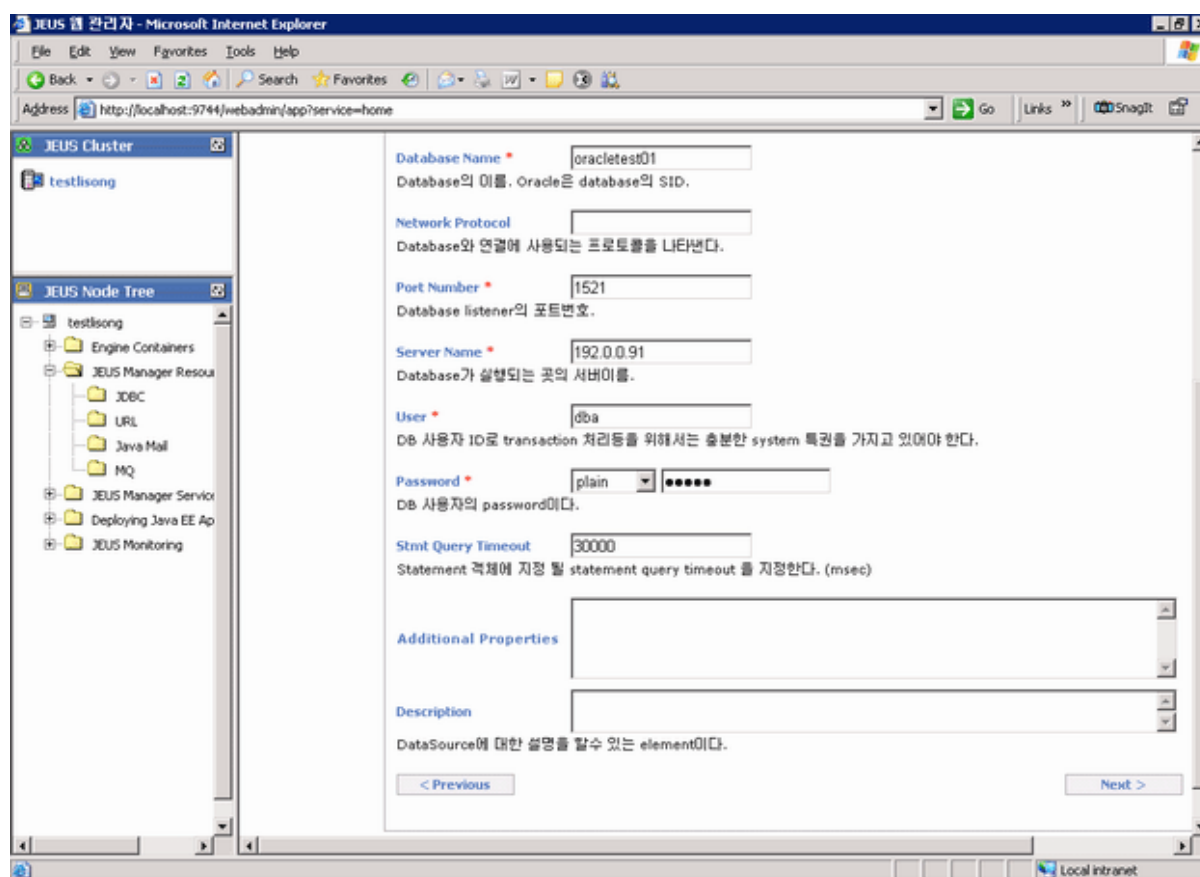 JEUS 웹 관리자 - Microsoft Internet Explorer
File Edit View Favorites Tools Help
Back Search Favorites
Address http://localhost:9744/webadmin/app?service=home Go Links » SnagIt
JEUS Cluster
testlisong
JEUS Node Tree
testlisong
Engine Containers
JEUS Manager Resour
JDBC
URL
Java Mail
MQ
JEUS Manager Service
Deploying Java EE Ap
JEUS Monitoring
Database Name * oracletest01
Database의 이름. Oracle은 database의 SID.
Network Protocol
Database와 연결에 사용되는 프로토콜을 나타낸다.
Port Number * 1521
Database listener의 포트번호.
Server Name * 192.0.0.91
Database가 실행되는 곳의 서버이름.
User * dba
DB 사용자 ID로 transaction 처리등을 위해서는 충분한 system 특권을 가지고 있어야 한다.
Password * plain •••••
DB 사용자의 password이다.
Stmt Query Timeout 30000
Statement 객체에 지정 될 statement query timeout 을 지정한다. (msec)
Additional Properties
Description
DataSource에 대한 설명을 할수 있는 element이다.
< Previous Next >
Local intranet